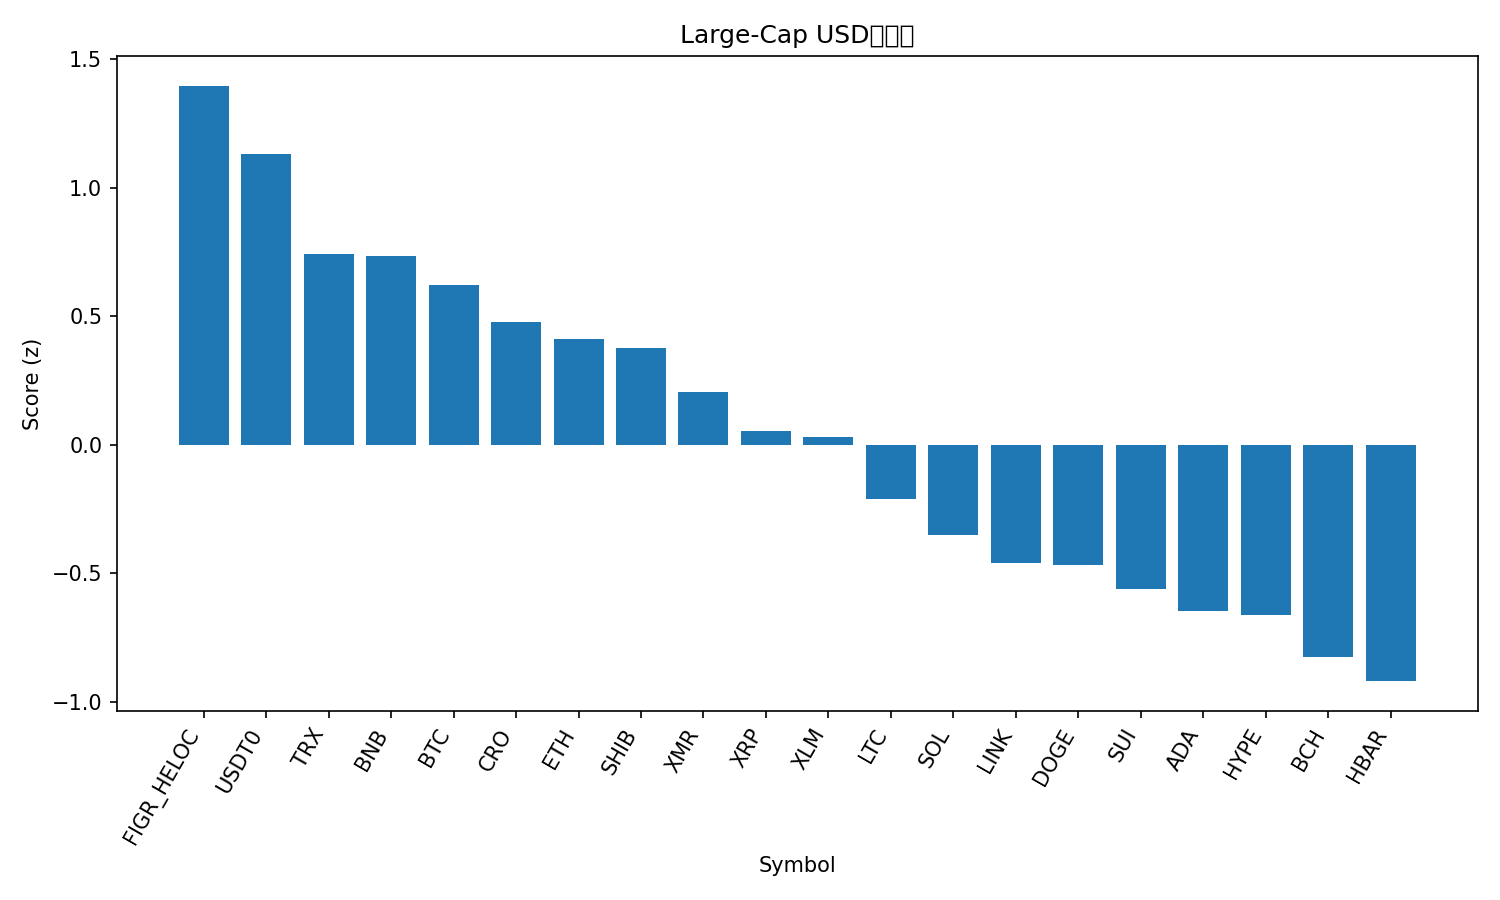 Large-Cap USD
1.5
1.0
0.5
0.0
−0.5
−1.0
Score (z)
FIGR_HELOC
USDT0
TRX
BNB
BTC
CRO
ETH
SHIB
XMR
XRP
XLM
LTC
SOL
LINK
DOGE
SUI
ADA
HYPE
BCH
HBAR
Symbol